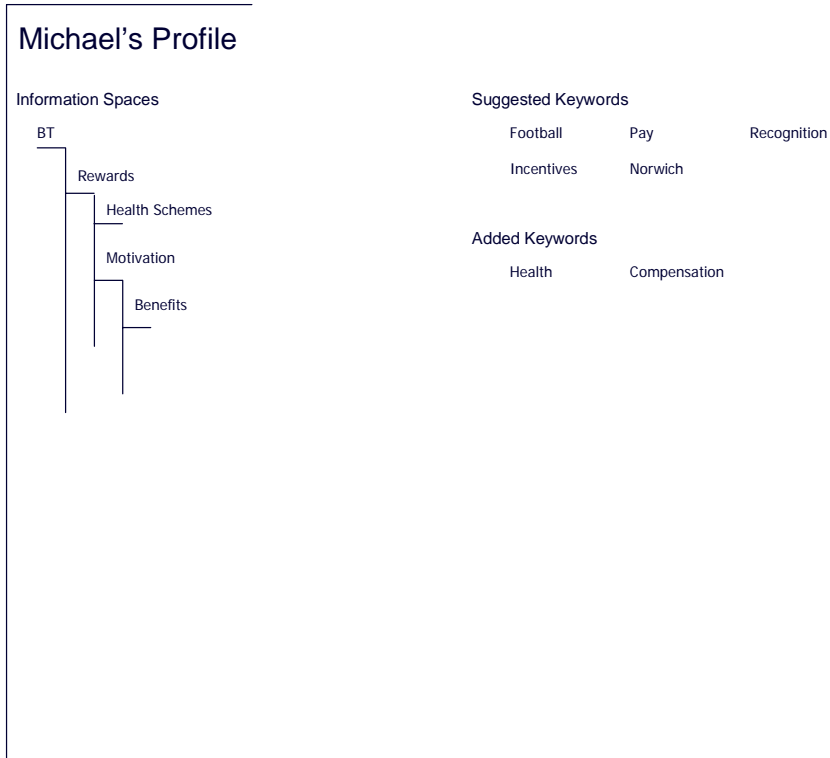 Michael's Profile
Information Spaces
BT
Rewards
Health Schemes
Motivation
Benefits
Suggested Keywords
Football Pay Recognition
Incentives Norwich
Added Keywords
Health Compensation